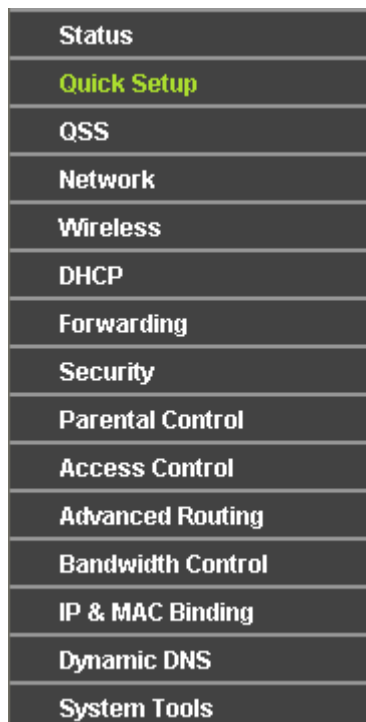 Status
Quick Setup
QSS
Network
Wireless
DHCP
Forwarding
Security
Parental Control
Access Control
Advanced Routing
Bandwidth Control
IP & MAC Binding
Dynamic DNS
System Tools